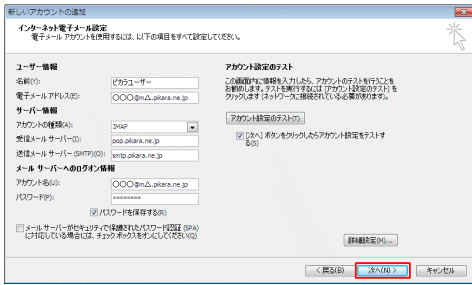 新しいアカウントの追加
インターネット電子メール設定
電子メール アカウントを使用するには、以下の項目をすべて設定してください。
ユーザー情報
名前(Y):
ピカラユーザー
電子メール アドレス(E):
○○○@m△.pikara.ne.jp
サーバー情報
アカウントの種類(A):
IMAP
受信メール サーバー(I):
pop.pikara.ne.jp
送信メール サーバー (SMTP)(O):
smtp.pikara.ne.jp
メール サーバーへのログオン情報
アカウント名(U):
○○○@m△.pikara.ne.jp
パスワード(P):
********
パスワードを保存する(R)
メール サーバーがセキュリティで保護されたパスワード認証 (SPA)
に対応している場合には、チェック ボックスをオンにしてください(Q)
アカウント設定のテスト
この画面内に情報を入力したら、アカウントのテストを行うことを
お勧めします。テストを実行するには [アカウント設定のテスト] を
クリックします (ネットワークに接続されている必要があります)。
アカウント設定のテスト(T)
[次へ] ボタンをクリックしたらアカウント設定をテストす
る(S)
詳細設定(M)...
< 戻る(B)
次へ(N) >
キャンセル